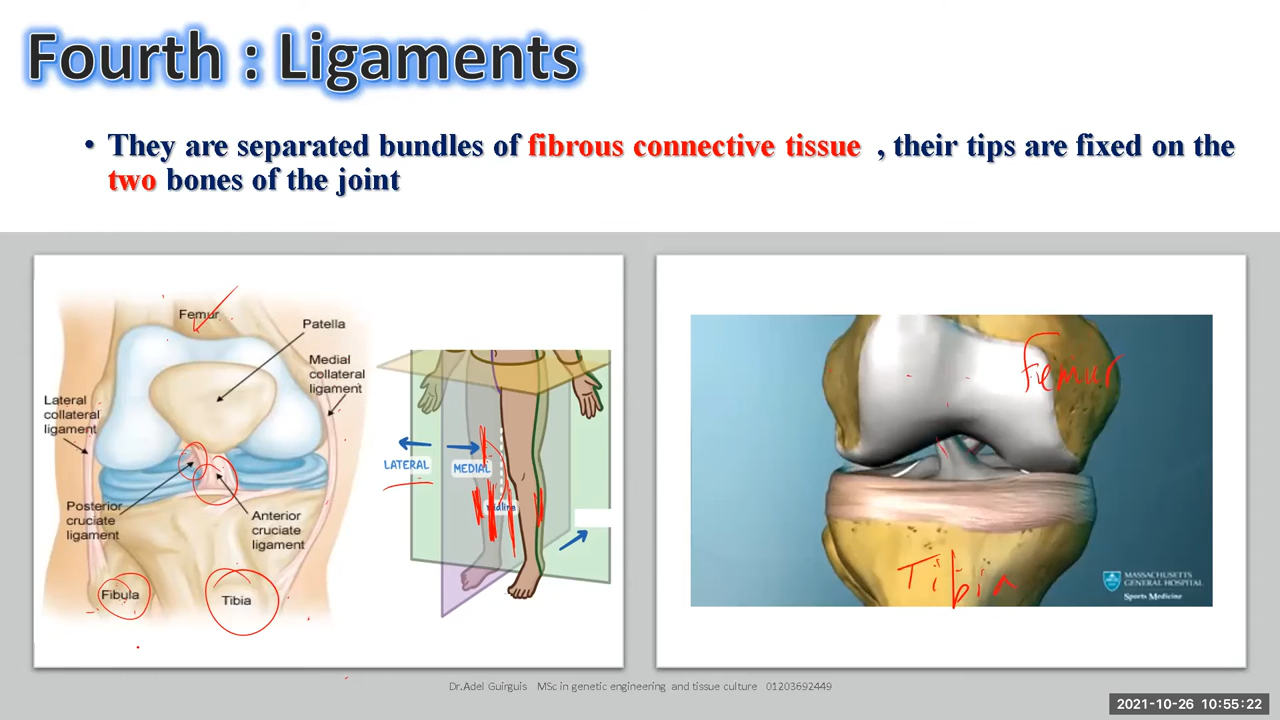 Fourth : Ligaments
• They are separated bundles of fibrous connective tissue , their tips are fixed on the
two bones of the joint
Femur
Patella
Medial
collateral
ligament
Lateral
collateral
ligament
Posterior
cruciate
ligament
Anterior
cruciate
ligament
Fibula
Tibia
LATERAL
MEDIAL
midline
Femur
Tibia
MASSACHUSETTS
GENERAL HOSPITAL
Sports Medicine
Dr.Adel Guirguis MSc in genetic engineering and tissue culture 01203692449
2021-10-26 10:55:22